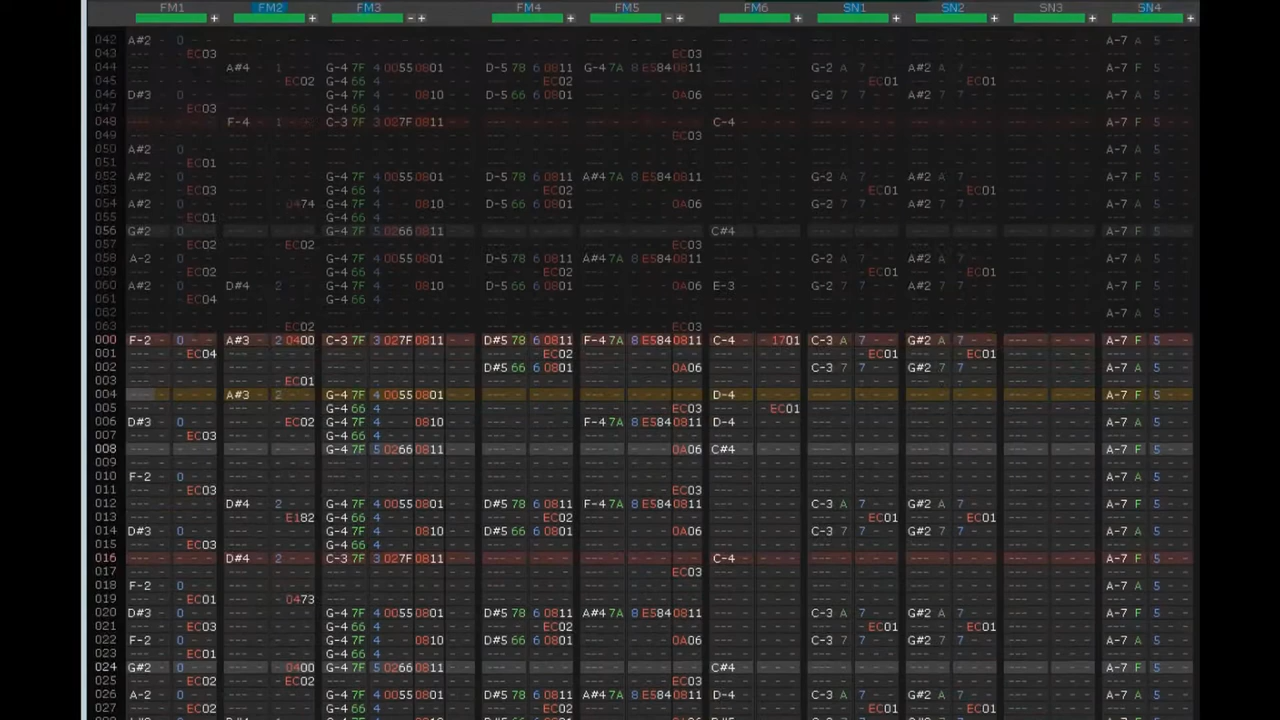 FM1 FM2 FM3 FM4 FM5 FM6 SN1 SN2 SN3 SN4
+ + - + + - + + + + + +
042 A#2 0 A-7 A 5
043 EC03 EC03
044 A#4 1 G-4 7F 4 0055 0801 D-5 78 6 0811 G-4 7A 8 E584 0811 G-2 A 7 A#2 A 7 A-7 F 5
045 EC02 G-4 66 4 EC02 EC01 EC01
046 D#3 0 G-4 7F 4 0810 D-5 66 6 0801 0A06 G-2 7 7 A#2 7 7 A-7 A 5
047 EC03 G-4 66 4
048 F-4 1 C-3 7F 3 027F 0811 C-4 A-7 F 5
049 EC03
050 A#2 0 A-7 A 5
051 EC01
052 A#2 0 G-4 7F 4 0055 0801 D-5 78 6 0811 A#4 7A 8 E584 0811 G-2 A 7 A#2 A 7 A-7 F 5
053 EC03 G-4 66 4 EC02 EC01 EC01
054 A#2 0 0474 G-4 7F 4 0810 D-5 66 6 0801 0A06 G-2 7 7 A#2 7 7 A-7 A 5
055 EC01 G-4 66 4
056 G#2 0 G-4 7F 5 0266 0811 C#4 A-7 F 5
057 EC02 EC02 EC03
058 A-2 0 G-4 7F 4 0055 0801 D-5 78 6 0811 A#4 7A 8 E584 0811 G-2 A 7 A#2 A 7 A-7 A 5
059 EC02 G-4 66 4 EC02 EC01 EC01
060 A#2 0 D#4 2 G-4 7F 4 0810 D-5 66 6 0801 0A06 E-3 G-2 7 7 A#2 7 7 A-7 F 5
061 EC04 G-4 66 4
062 A-7 A 5
063 EC02 EC03
000 F-2 0 A#3 2 0400 C-3 7F 3 027F 0811 D#5 78 6 0811 F-4 7A 8 E584 0811 C-4 1701 C-3 A 7 G#2 A 7 A-7 F 5
001 EC04 EC02 EC01 EC01
002 D#5 66 6 0801 0A06 C-3 7 7 G#2 7 7 A-7 A 5
003 EC01
004 A#3 2 G-4 7F 4 0055 0801 D-4 A-7 F 5
005 G-4 66 4 EC03 EC01
006 D#3 0 EC02 G-4 7F 4 0810 F-4 7A 8 E584 0811 D-4 A-7 A 5
007 EC03 G-4 66 4
008 G-4 7F 5 0266 0811 0A06 C#4 A-7 F 5
009
010 F-2 0 A-7 A 5
011 EC03 EC03
012 D#4 2 G-4 7F 4 0055 0801 D#5 78 6 0811 F-4 7A 8 E584 0811 C-3 A 7 G#2 A 7 A-7 F 5
013 E182 G-4 66 4 EC02 EC01 EC01
014 D#3 0 G-4 7F 4 0810 D#5 66 6 0801 0A06 C-3 7 7 G#2 7 7 A-7 A 5
015 EC03 G-4 66 4
016 D#4 2 C-3 7F 3 027F 0811 C-4 A-7 F 5
017 EC03
018 F-2 0 A-7 A 5
019 EC01 0473
020 D#3 0 G-4 7F 4 0055 0801 D#5 78 6 0811 A#4 7A 8 E584 0811 C-3 A 7 G#2 A 7 A-7 F 5
021 EC03 G-4 66 4 EC02 EC01 EC01
022 F-2 0 G-4 7F 4 0810 D#5 66 6 0801 0A06 C-3 7 7 G#2 7 7 A-7 A 5
023 EC01 G-4 66 4
024 G#2 0 0400 G-4 7F 5 0266 0811 C#4 A-7 F 5
025 EC02 EC02 EC03
026 A-2 0 G-4 7F 4 0055 0801 D#5 78 6 0811 A#4 7A 8 E584 0811 D-4 C-3 A 7 G#2 A 7 A-7 A 5
027 EC02 G-4 66 4 EC02 EC01 EC01